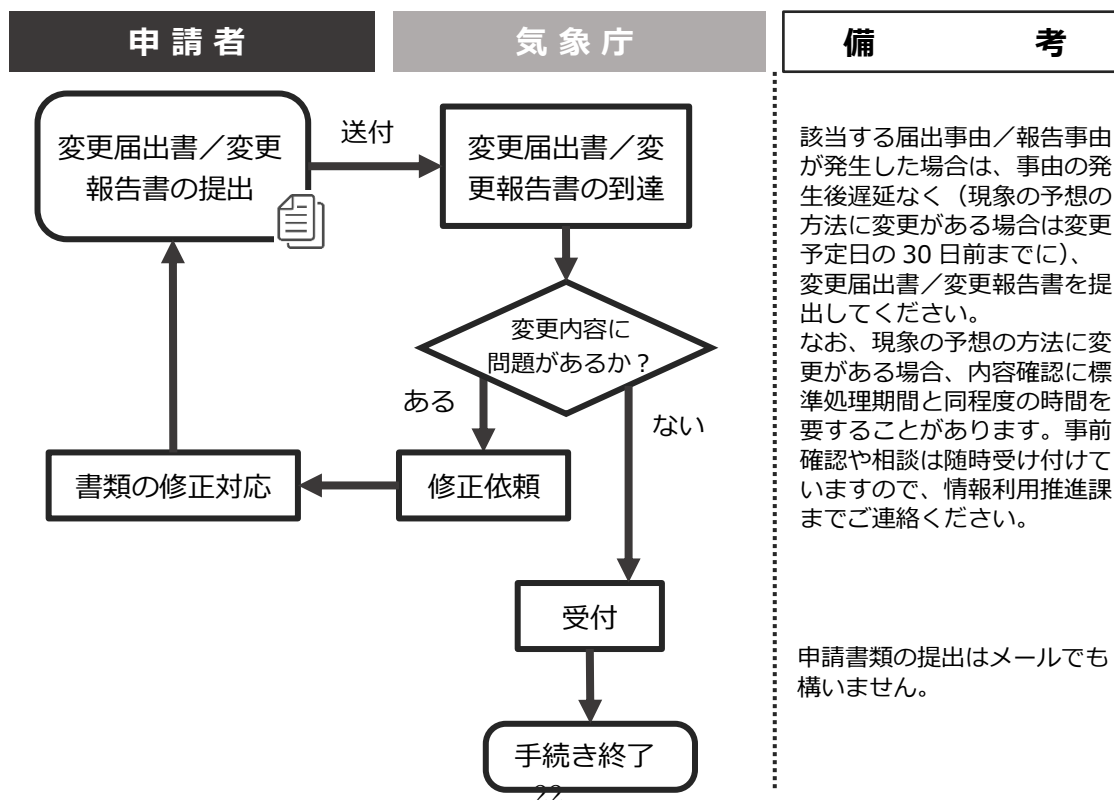 申請者
気象庁
備考
変更届出書／変更
報告書の提出
送付
変更届出書／変
更報告書の到達
変更内容に
問題があるか？
ある
ない
書類の修正対応
修正依頼
受付
手続き終了
該当する届出事由／報告事由
が発生した場合は、事由の発
生後遅延なく（現象の予想の
方法に変更がある場合は変更
予定日の 30 日前までに）、
変更届出書／変更報告書を提
出してください。
なお、現象の予想の方法に変
更がある場合、内容確認に標
準処理期間と同程度の時間を
要することがあります。事前
確認や相談は随時受け付けて
いますので、情報利用推進課
までご連絡ください。
申請書類の提出はメールでも
構いません。